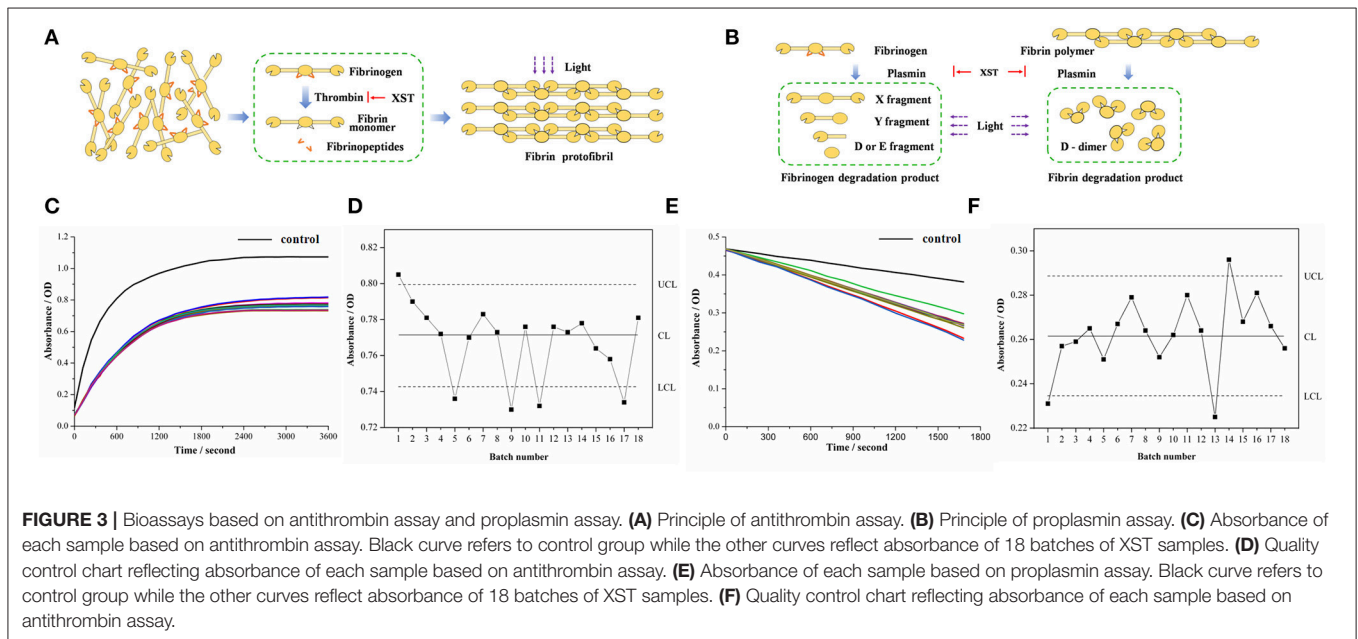 A
Fibrinogen
Thrombin
XST
Fibrin
monomer
Fibrinopeptides
Light
Fibrin protofibril
B
Fibrinogen
Fibrin polymer
Plasmin
XST
Plasmin
X fragment
Y fragment
D or E fragment
Light
D - dimer
Fibrinogen degradation product
Fibrin degradation product
C
control
Absorbance / OD
1.2
1.0
0.8
0.6
0.4
0.2
0.0
0 600 1200 1800 2400 3000 3600
Time / second
D
Absorbance / OD
0.82
0.80
0.78
0.76
0.74
0.72
UCL
CL
LCL
1 2 3 4 5 6 7 8 9 10 11 12 13 14 15 16 17 18
Batch number
E
control
Absorbance / OD
0.5
0.4
0.3
0.2
0.1
0.0
0 300 600 900 1200 1500 1800
Time / second
F
Absorbance / OD
0.30
0.28
0.26
0.24
0.22
UCL
CL
LCL
1 2 3 4 5 6 7 8 9 10 11 12 13 14 15 16 17 18
Batch number
FIGURE 3 | Bioassays based on antithrombin assay and proplasmin assay. (A) Principle of antithrombin assay. (B) Principle of proplasmin assay. (C) Absorbance of
each sample based on antithrombin assay. Black curve refers to control group while the other curves reflect absorbance of 18 batches of XST samples. (D) Quality
control chart reflecting absorbance of each sample based on antithrombin assay. (E) Absorbance of each sample based on proplasmin assay. Black curve refers to
control group while the other curves reflect absorbance of 18 batches of XST samples. (F) Quality control chart reflecting absorbance of each sample based on
antithrombin assay.